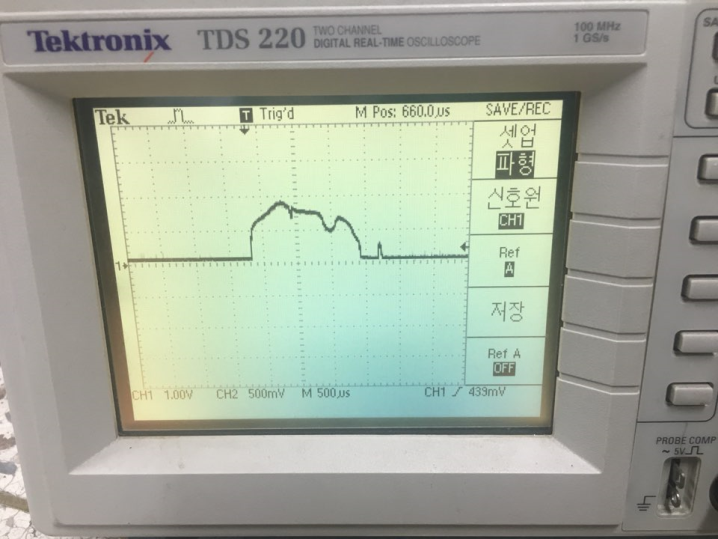 Tektronix TDS 220 TWO CHANNEL DIGITAL REAL-TIME OSCILLOSCOPE
100 MHz
1 GS/s
Tek T Trig'd M Pos: 660.0µs SAVE/REC
셋업
파형
신호원
CH1
Ref
A
저장
Ref A
OFF
1
CH1 1.00V CH2 500mV M 500µs CH1 439mV
PROBE COMP
~ 5V